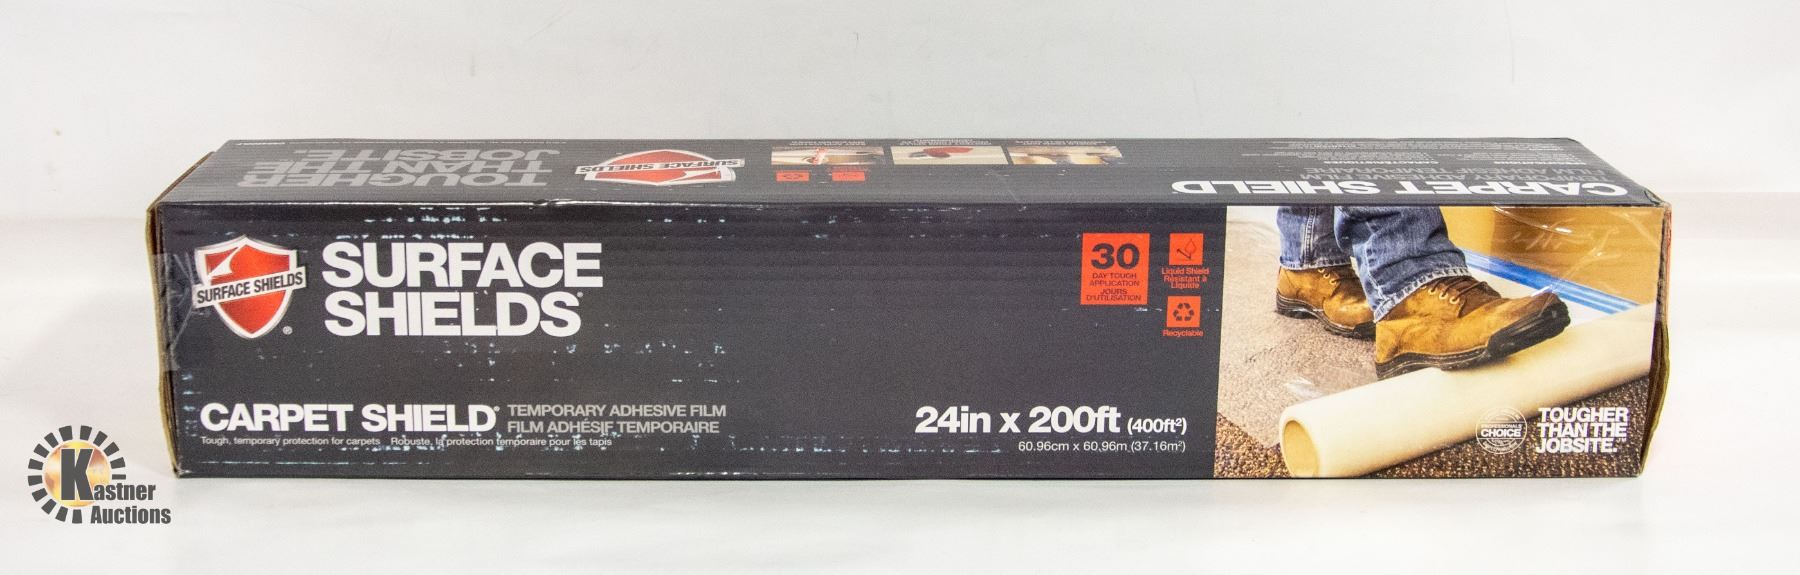 TOUGHER
THAN THE
JOBSITE.
SURFACE SHIELDS
CARPET SHIELD
SURFACE SHIELDS
®
SURFACE
SHIELDS®
30
DAY TOUGH
APPLICATION
JOURS
D'UTILISATION
Liquid Shield
Résistant à
Liquide
Recyclable
CARPET SHIELD®
TEMPORARY ADHESIVE FILM
FILM ADHÉSIF TEMPORAIRE
Tough, temporary protection for carpets Robuste, la protection temporaire pour les tapis
24in x 200ft (400ft²)
60.96cm x 60.96m (37.16m²)
CHOICE
TOUGHER
THAN THE
JOBSITE.™
Kastner
Auctions